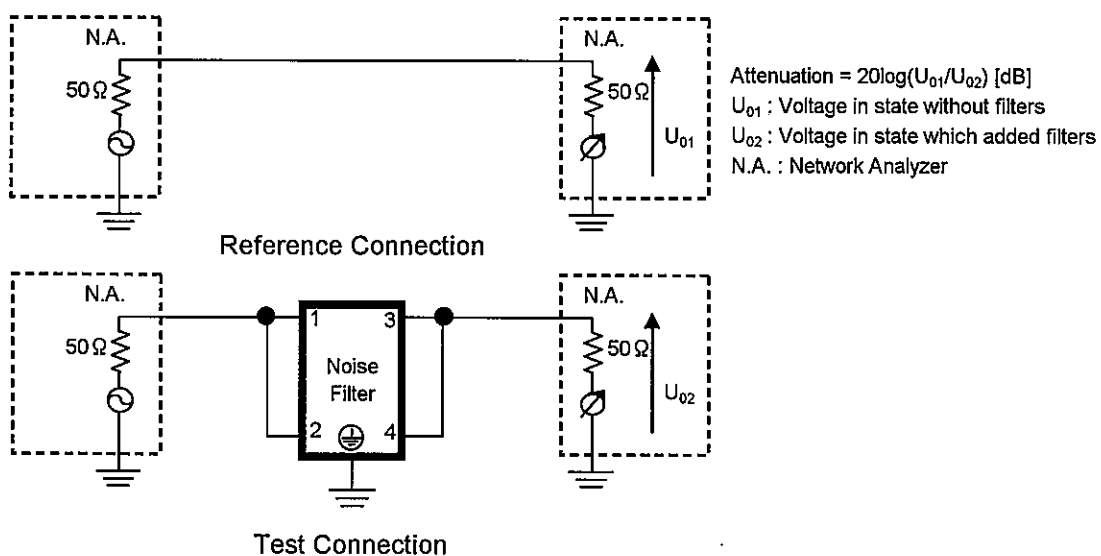 N.A.
50Ω
N.A.
50Ω
U01
Attenuation = 20log(U01/U02) [dB]
U01 : Voltage in state without filters
U02 : Voltage in state which added filters
N.A. : Network Analyzer
Reference Connection
N.A.
50Ω
1 3
Noise
Filter
2 4
N.A.
50Ω
U02
Test Connection